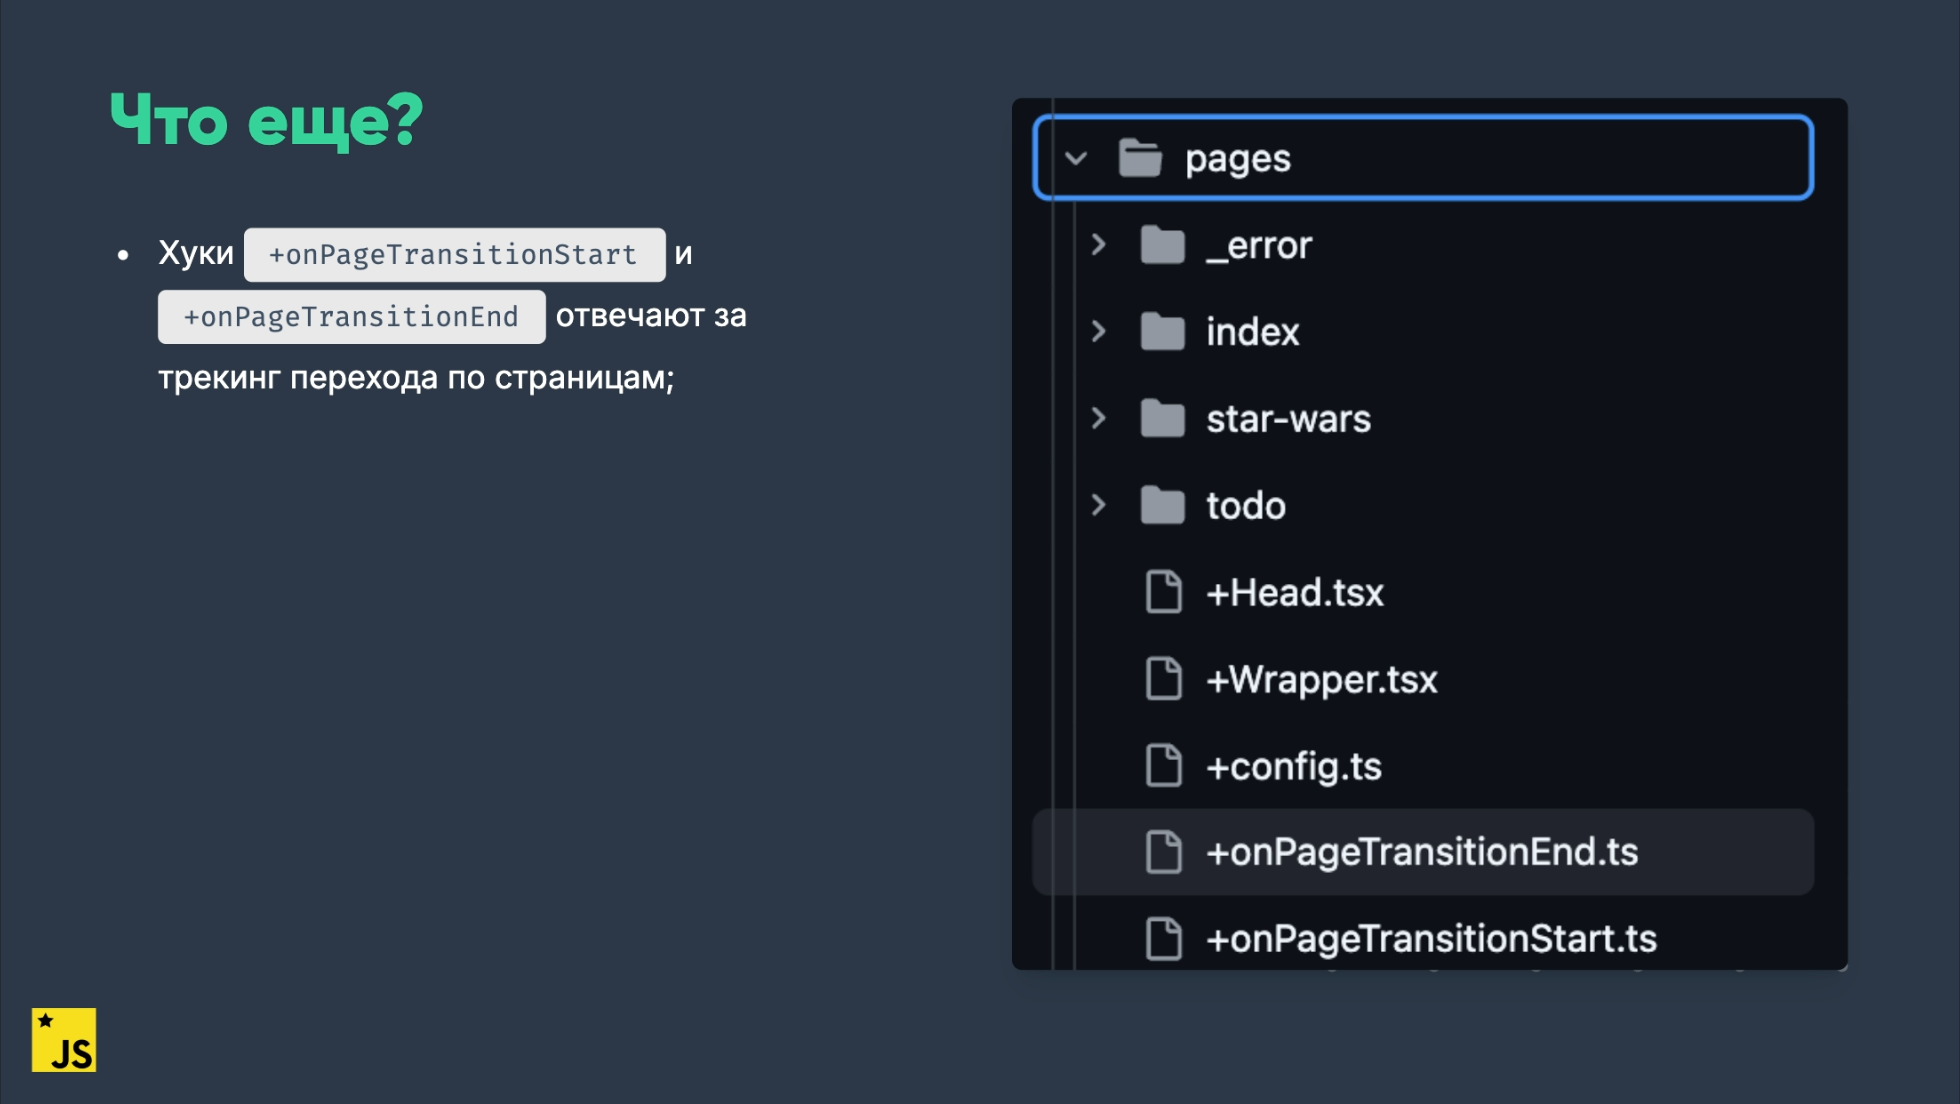 Что еще?
• Хуки +onPageTransitionStart и
+onPageTransitionEnd отвечают за
трекинг перехода по страницам;
pages
_error
index
star-wars
todo
+Head.tsx
+Wrapper.tsx
+config.ts
+onPageTransitionEnd.ts
+onPageTransitionStart.ts
JS